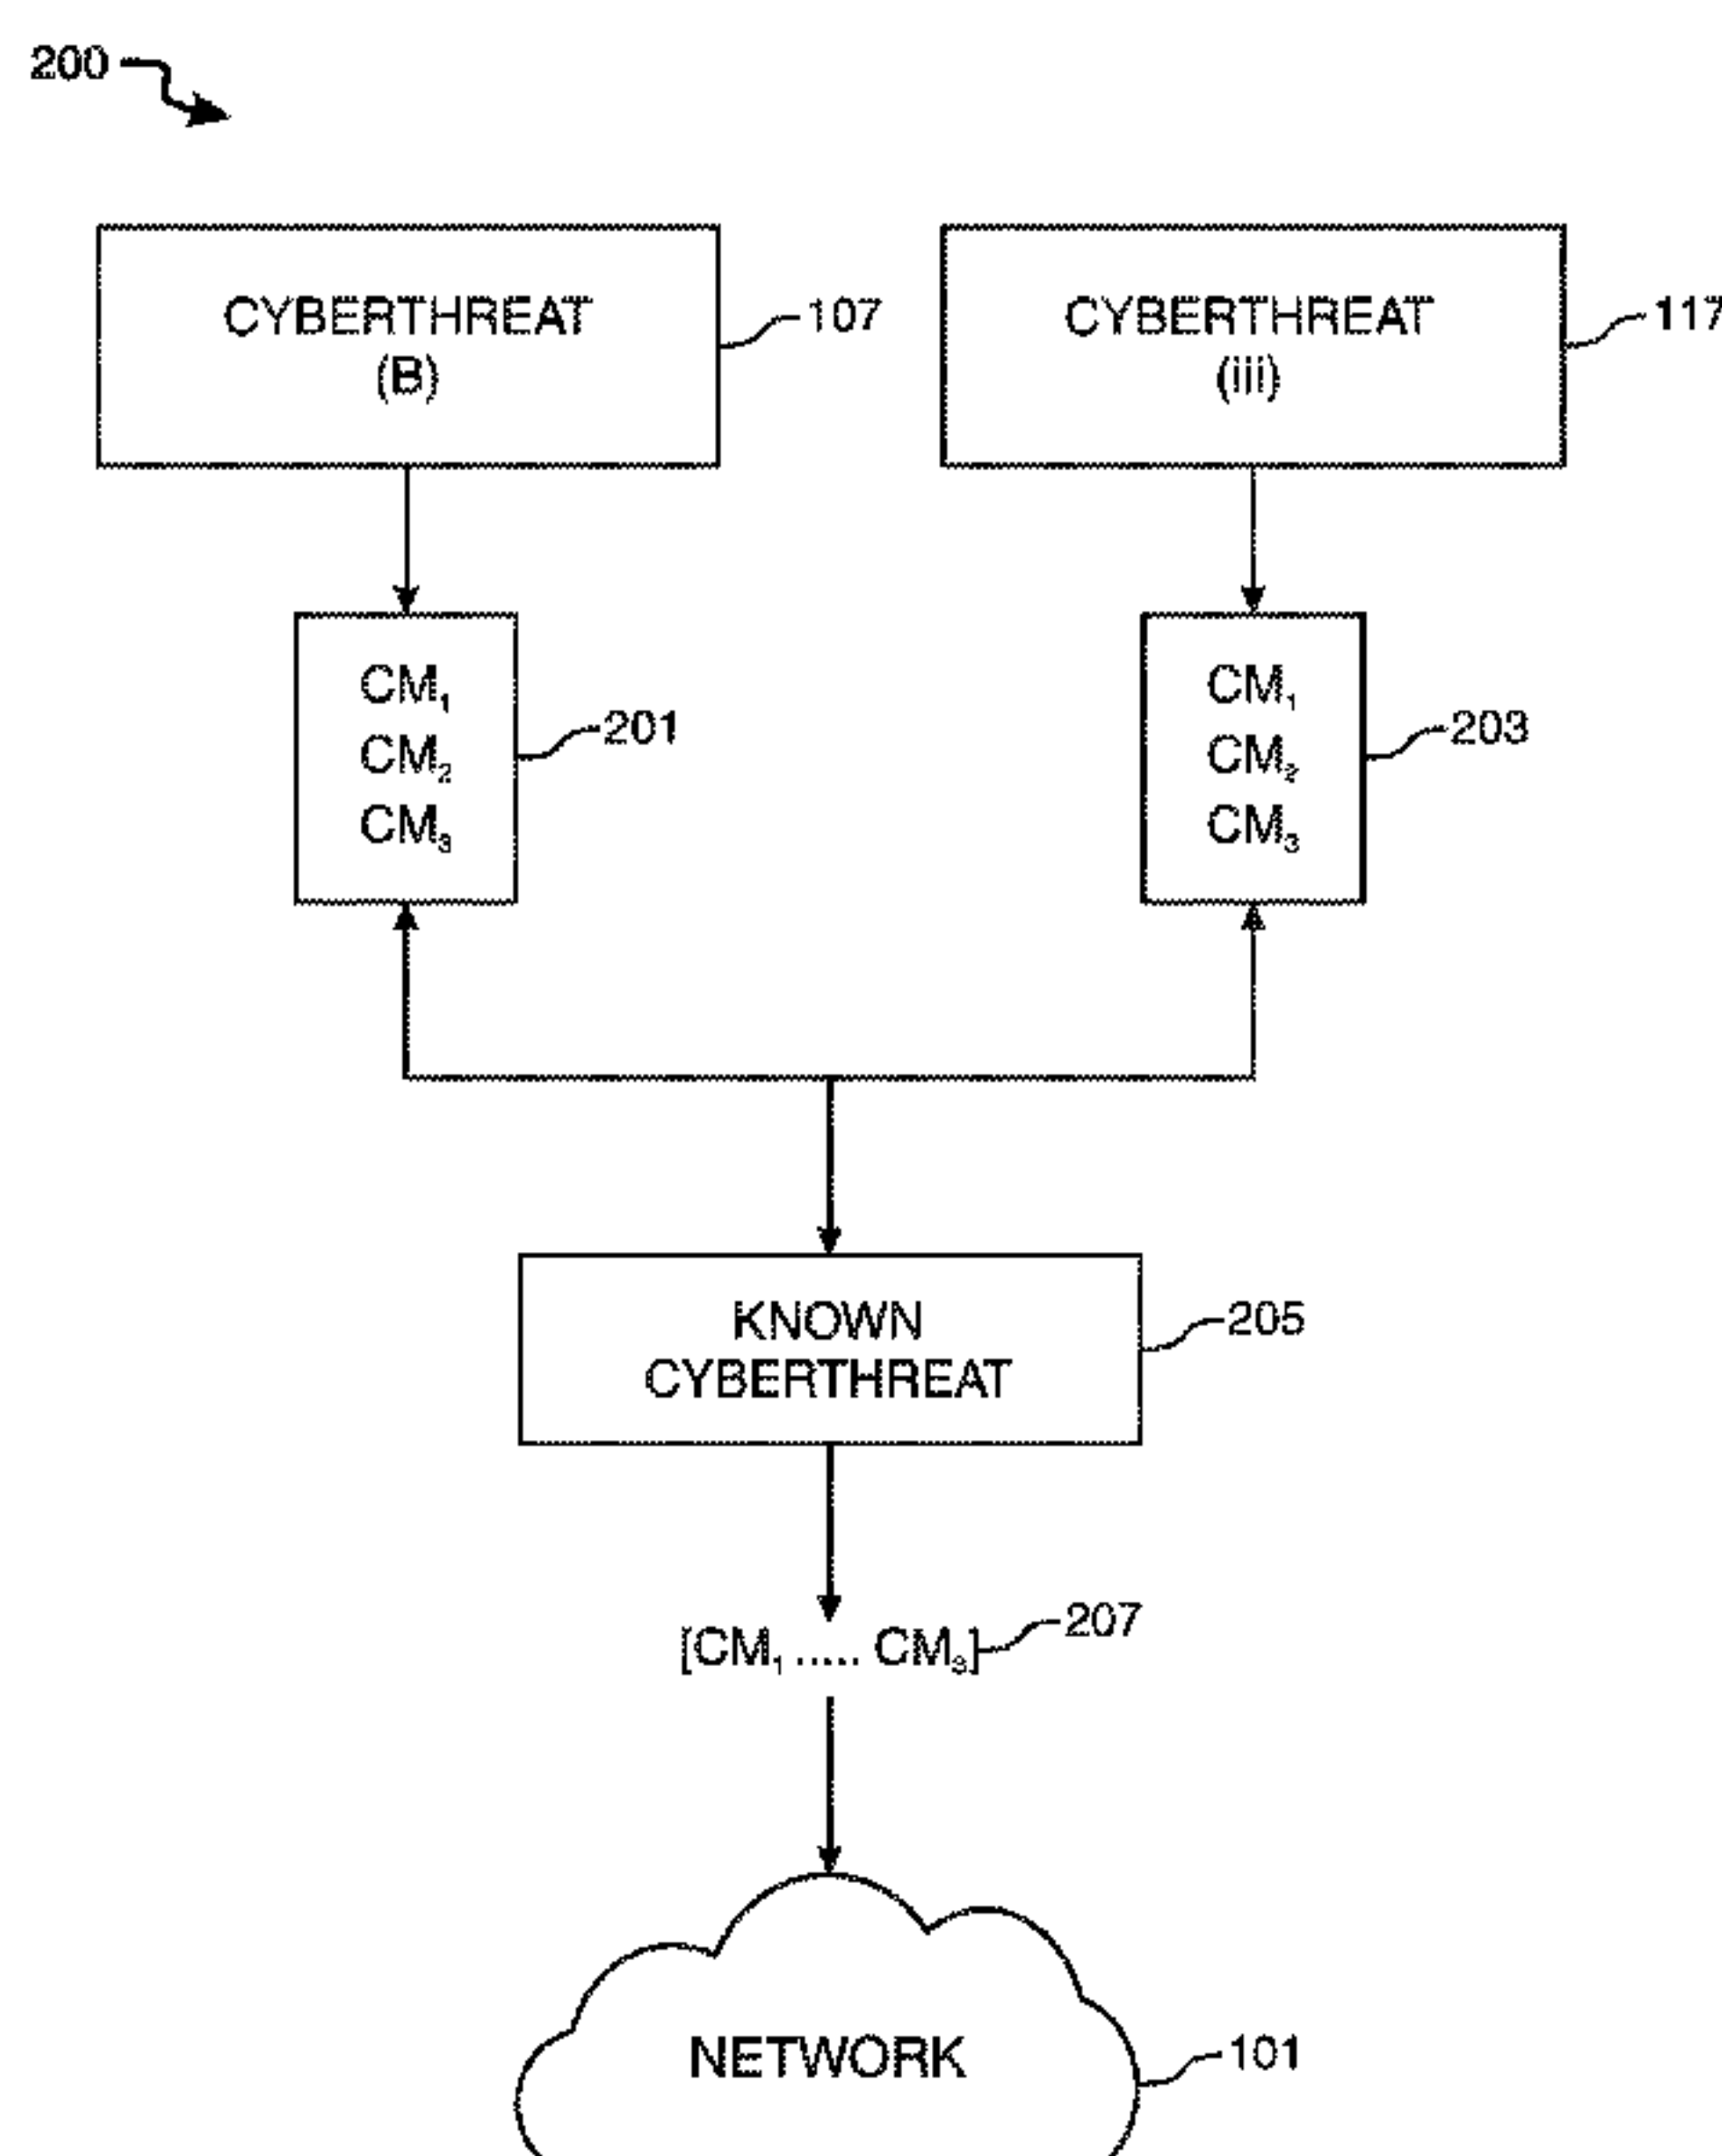 200
CYBERTHREAT
(B)
107
CYBERTHREAT
(iii)
117
CM₁
CM₂
CM₃
201
CM₁
CM₂
CM₃
203
KNOWN
CYBERTHREAT
205
[CM₁ ..... CM₃]
207
NETWORK
101